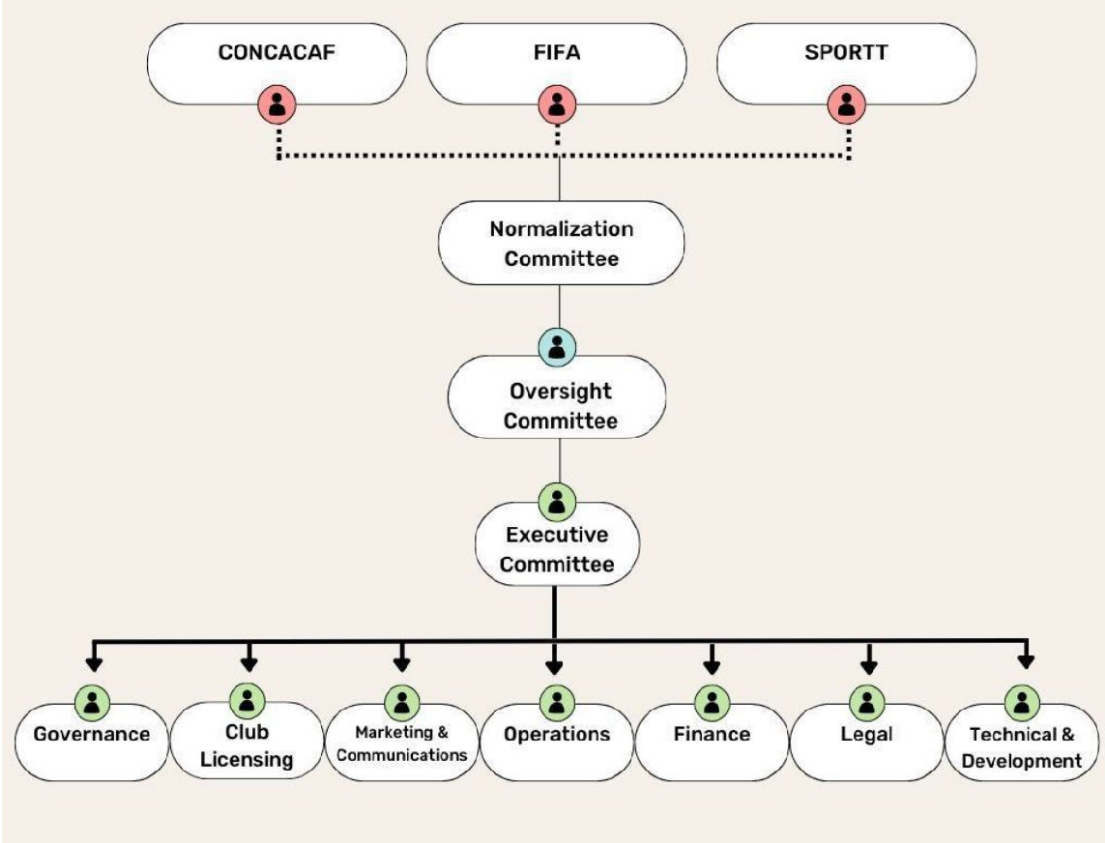 CONCACAF
FIFA
SPORTT
Normalization
Committee
Oversight
Committee
Executive
Committee
Governance
Club
Licensing
Marketing &
Communications
Operations
Finance
Legal
Technical &
Development